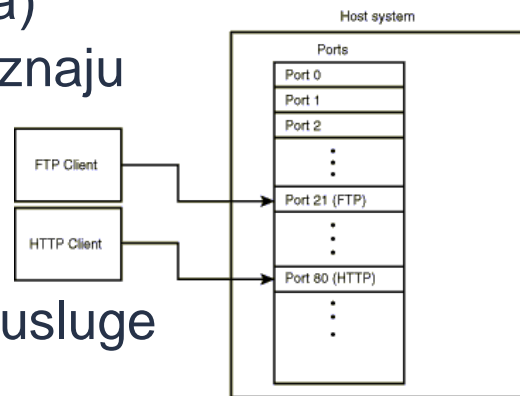 a)
znaju
usluge
Host system
Ports
Port 0
Port 1
Port 2
FTP Client
Port 21 (FTP)
HTTP Client
Port 80 (HTTP)